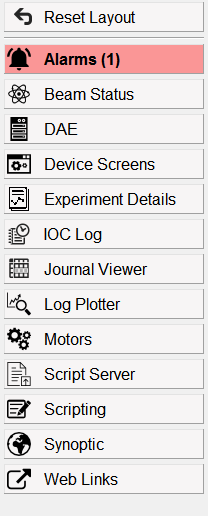 Reset Layout
Alarms (1)
Beam Status
DAE
Device Screens
Experiment Details
IOC Log
Journal Viewer
Log Plotter
Motors
Script Server
Scripting
Synoptic
Web Links